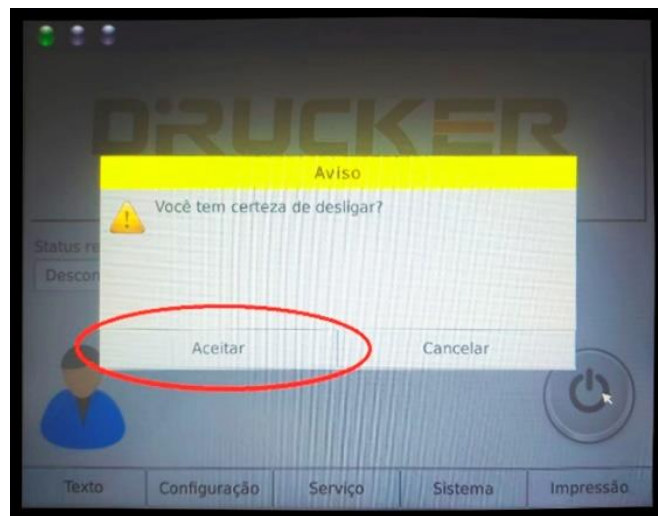 DRUCKER
Aviso
Você tem certeza de desligar?
Status re
Descon
Aceitar
Cancelar
Texto
Configuração
Serviço
Sistema
Impressão